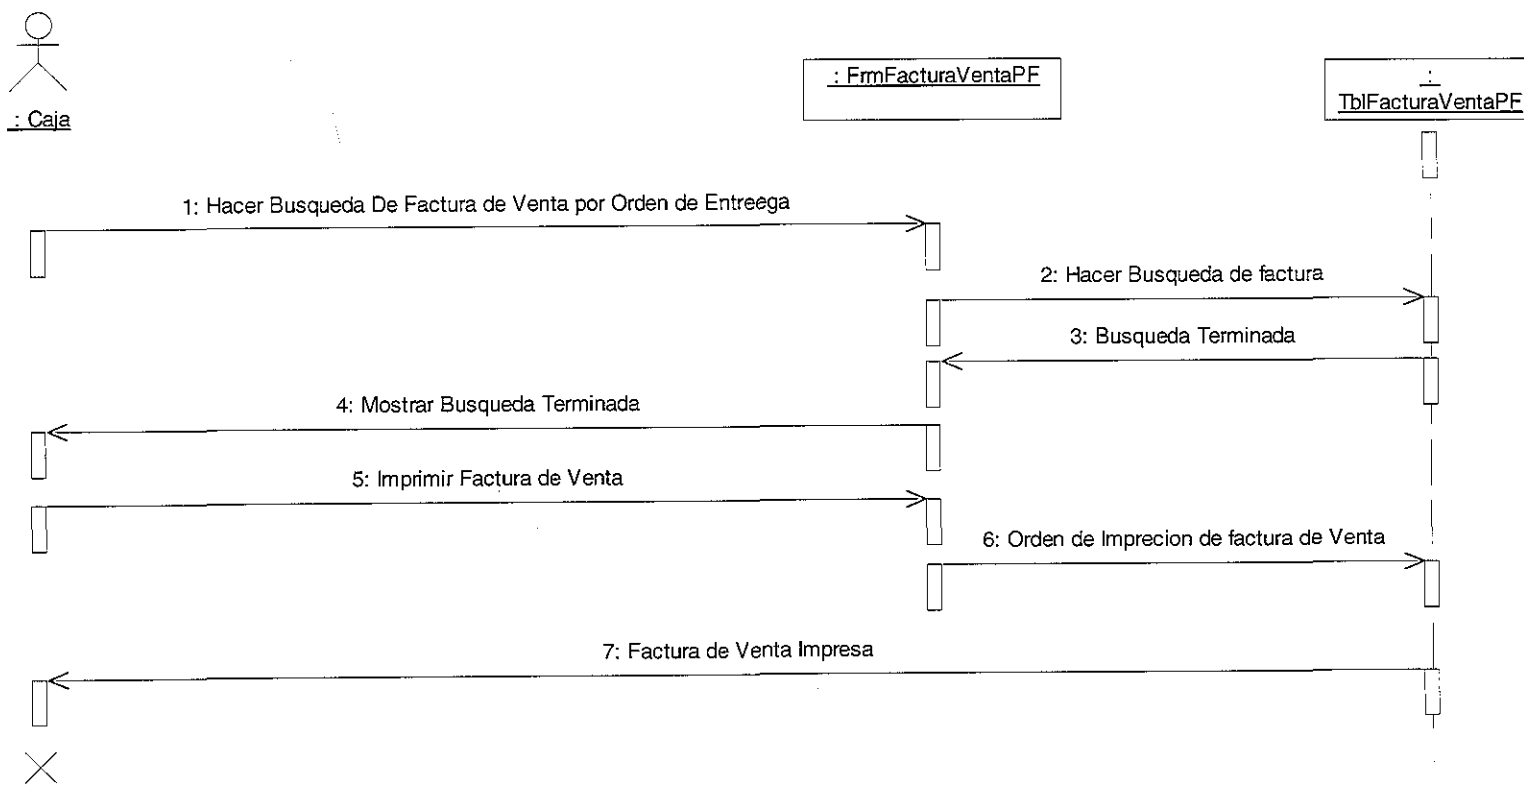 : Caja
: FrmFacturaVentaPF
:
TblFacturaVentaPF
1: Hacer Busqueda De Factura de Venta por Orden de Entreega
2: Hacer Busqueda de factura
3: Busqueda Terminada
4: Mostrar Busqueda Terminada
5: Imprimir Factura de Venta
6: Orden de Imprecion de factura de Venta
7: Factura de Venta Impresa